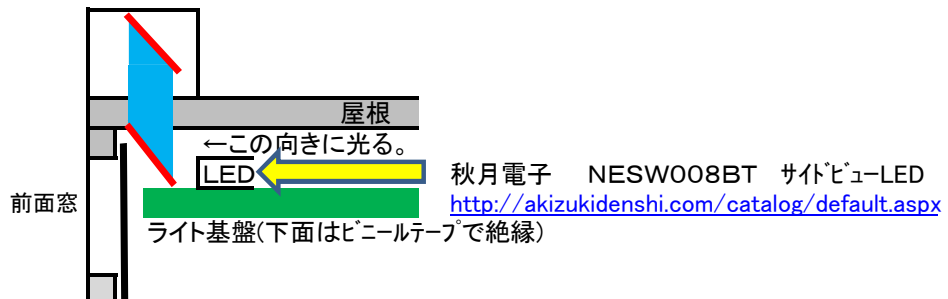 屋根
←この向きに光る。
LED
秋月電子　NESW008BT　サイドビューLED
http://akizukidenshi.com/catalog/default.aspx
前面窓
ライト基盤(下面はビニールテープで絶縁)